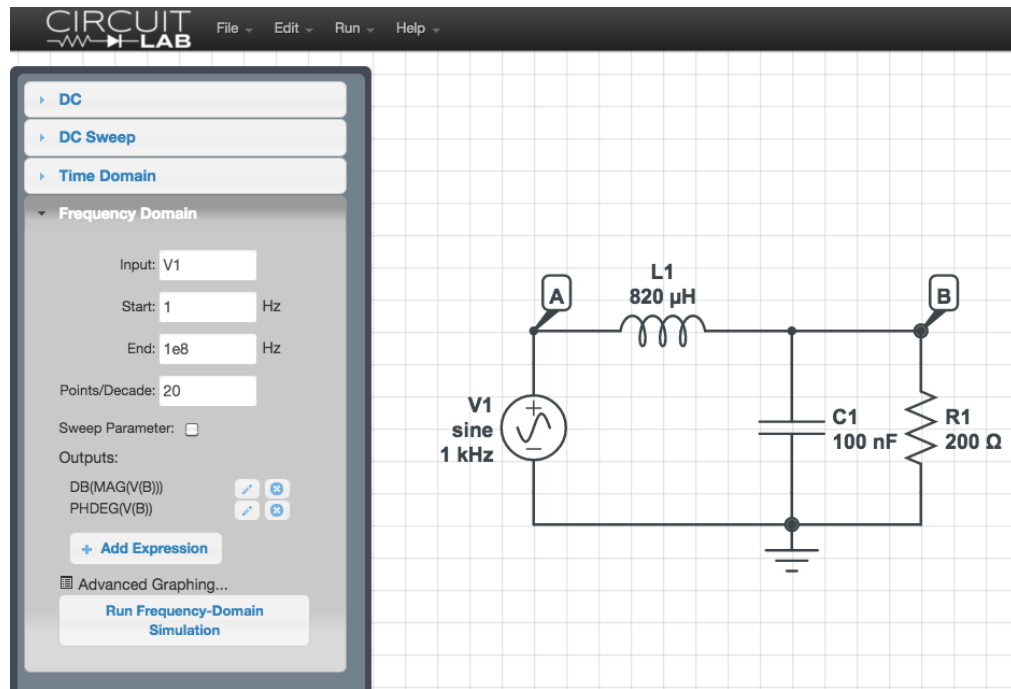 CIRCUIT
LAB
File Edit Run Help
DC
DC Sweep
Time Domain
Frequency Domain
Input: V1
Start: 1 Hz
End: 1e8 Hz
Points/Decade: 20
Sweep Parameter:
Outputs:
DB(MAG(V(B)))
PHDEG(V(B))
+ Add Expression
Advanced Graphing...
Run Frequency-Domain
Simulation
A
L1
820 µH
B
V1
sine
1 kHz
C1
100 nF
R1
200 Ω